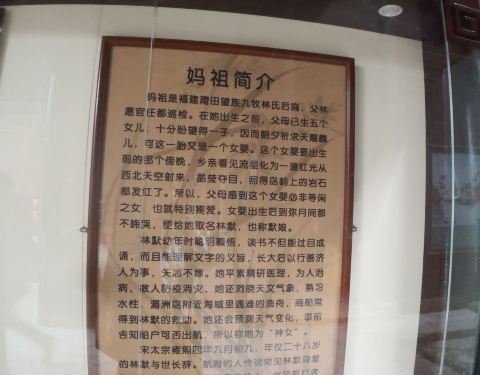 妈祖简介
妈祖是福建莆田望族九牧林氏后裔，父林
愿官任都巡检。在她出生之前，父母已生五个
女儿，十分盼望得一子，因而朝夕祈求天赐麟
儿，可这一胎又是一个女婴。这个女婴要出生
前的那个傍晚，乡亲看见流星化为一道红光从
西北天空射来，晶莹夺目，照得岛屿上的岩石
都发红了。所以，父母感到这个女婴必非等闲
之女，也就特别疼爱。女婴出生后到弥月间都
不啼哭，便给她取名林默，也称默娘。
林默幼年时聪明颖悟，读书不但能过目成
诵，而且能理解文字的义旨，长大后以行善济
人为事，矢志不嫁。她平素精研医理，为人治
病，教人防疫消灾，她还洞晓天文气象，熟习
水性。湄洲岛附近海域里遇难的渔舟，商船常
得到林默的救助。她还会预测天气变化，事前
告知船户可否出航，所以称她为“神女”。
宋太宗雍熙四年九月初九，年仅二十八岁
的林默与世长辞。航海的人传说常见林默身着